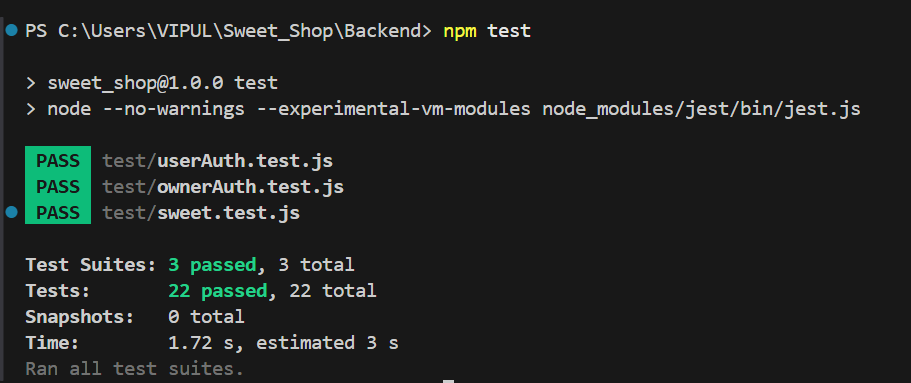 PS C:\Users\VIPUL\Sweet_Shop\Backend> npm test
> sweet_shop@1.0.0 test
> node --no-warnings --experimental-vm-modules node_modules/jest/bin/jest.js
PASS test/userAuth.test.js
PASS test/ownerAuth.test.js
PASS test/sweet.test.js
Test Suites: 3 passed, 3 total
Tests: 22 passed, 22 total
Snapshots: 0 total
Time: 1.72 s, estimated 3 s
Ran all test suites.